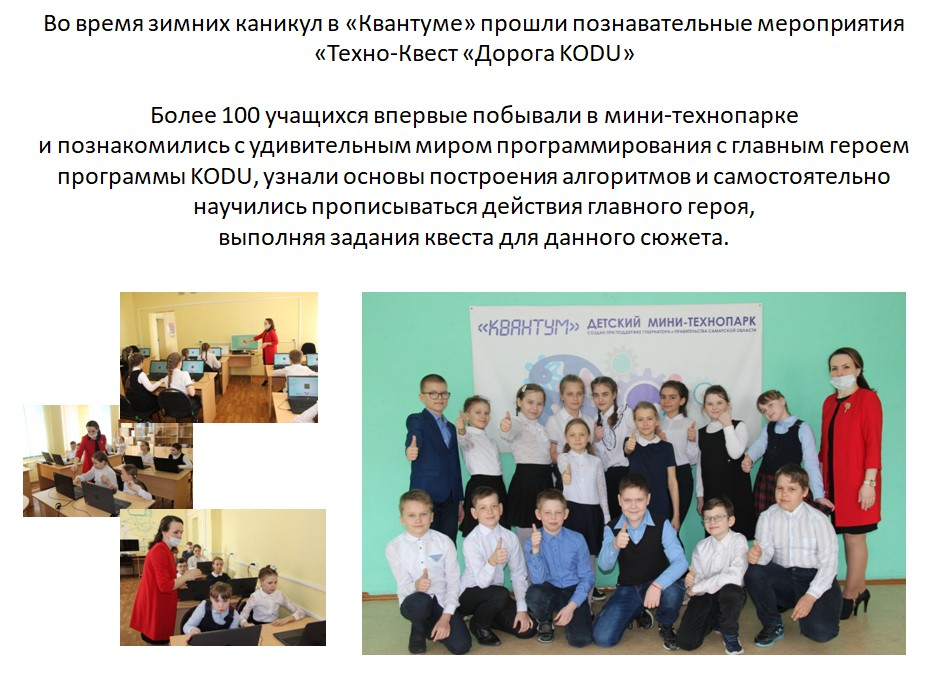 Во время зимних каникул в «Квантуме» прошли познавательные мероприятия
«Техно-Квест «Дорога KODU»
Более 100 учащихся впервые побывали в мини-технопарке
и познакомились с удивительным миром программирования с главным героем
программы KODU, узнали основы построения алгоритмов и самостоятельно
научились прописываться действия главного героя,
выполняя задания квеста для данного сюжета.
«КВАНТУМ» ДЕТСКИЙ МИНИ-ТЕХНОПАРК
СОЗДАН ПРИ ПОДДЕРЖКЕ ГУБЕРНАТОРА И ПРАВИТЕЛЬСТВА САМАРСКОЙ ОБЛАСТИ